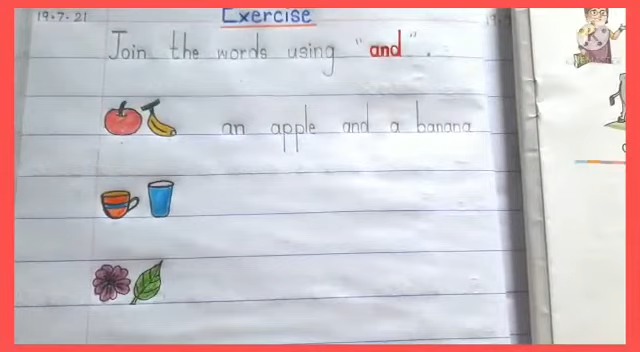 19.7.21
Exercise
Join the words using "and".
an apple and a banana